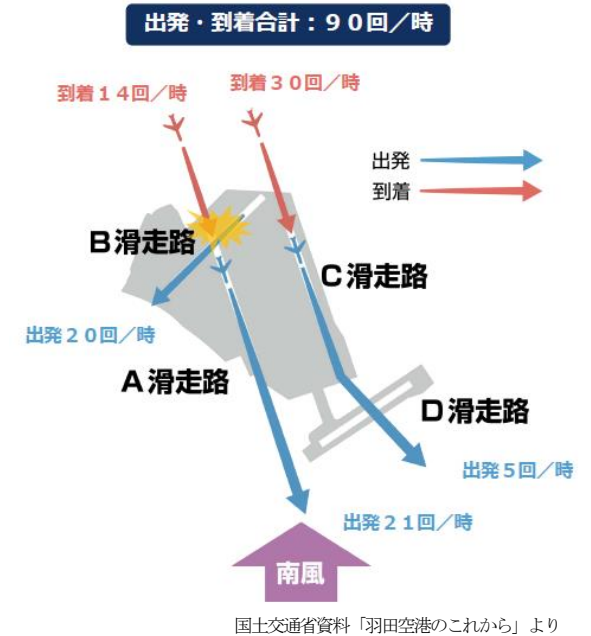 出発・到着合計：９０回／時
到着１４回／時
到着３０回／時
出発
到着
B滑走路
C滑走路
出発２０回／時
A滑走路
D滑走路
出発５回／時
出発２１回／時
南風
国土交通省資料「羽田空港のこれから」より